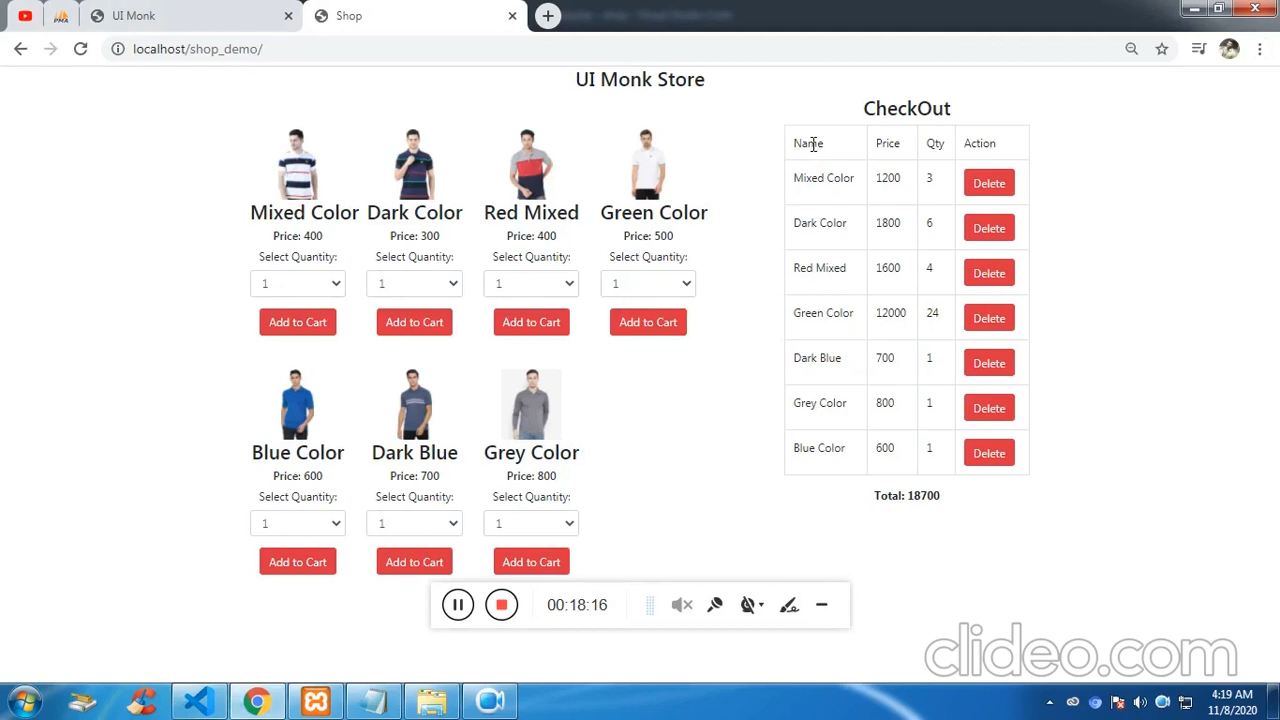 UI Monk
Shop
localhost/shop_demo/
UI Monk Store
Mixed Color
Price: 400
Select Quantity:
1
Add to Cart
Dark Color
Price: 300
Select Quantity:
1
Add to Cart
Red Mixed
Price: 400
Select Quantity:
1
Add to Cart
Green Color
Price: 500
Select Quantity:
1
Add to Cart
Blue Color
Price: 600
Select Quantity:
1
Add to Cart
Dark Blue
Price: 700
Select Quantity:
1
Add to Cart
Grey Color
Price: 800
Select Quantity:
1
Add to Cart
CheckOut
Name Price Qty Action
Mixed Color 1200 3 Delete
Dark Color 1800 6 Delete
Red Mixed 1600 4 Delete
Green Color 12000 24 Delete
Dark Blue 700 1 Delete
Grey Color 800 1 Delete
Blue Color 600 1 Delete
Total: 18700
00:18:16
clideo.com
4:19 AM
11/8/2020